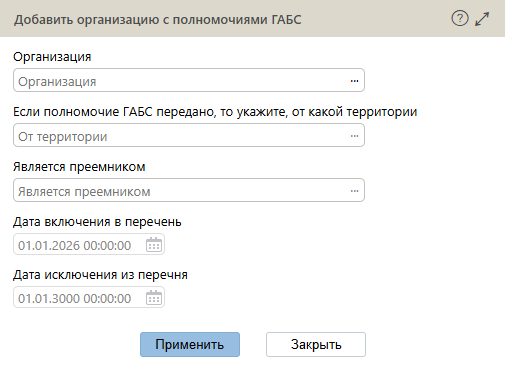 Добавить организацию с полномочиями ГАБС
Организация
Организация ...
Если полномочие ГАБС передано, то укажите, от какой территории
От территории ...
Является преемником
Является преемником ...
Дата включения в перечень
01.01.2026 00:00:00
Дата исключения из перечня
01.01.3000 00:00:00
Применить Закрыть